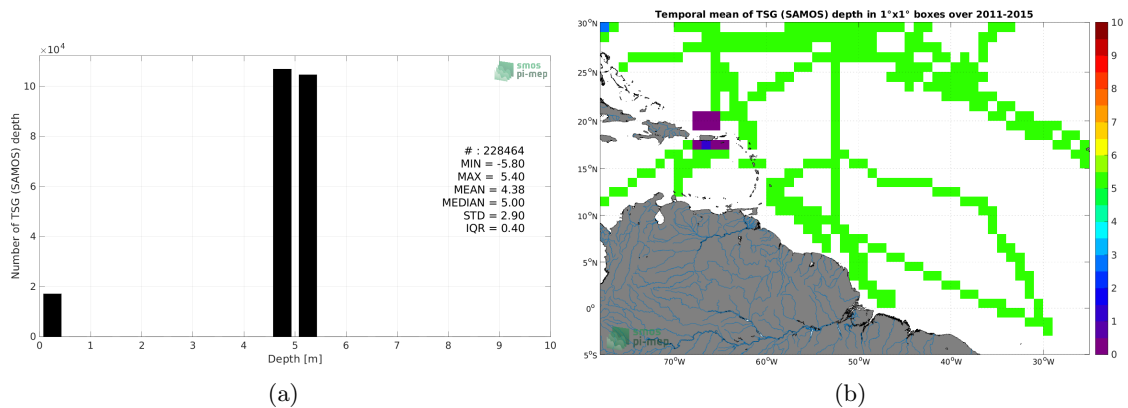 ×10⁴
10
8
6
4
2
0
Number of TSG (SAMOS) depth
smos
pi-mep
# : 228464
MIN = -5.80
MAX = 5.40
MEAN = 4.38
MEDIAN = 5.00
STD = 2.90
IQR = 0.40
0 1 2 3 4 5 6 7 8 9 10
Depth [m]
(a)
Temporal mean of TSG (SAMOS) depth in 1°x1° boxes over 2011-2015
30°N
25°N
20°N
15°N
10°N
5°N
0°
5°S
70°W 60°W 50°W 40°W 30°W
smos
pi-mep
10
9
8
7
6
5
4
3
2
1
0
(b)